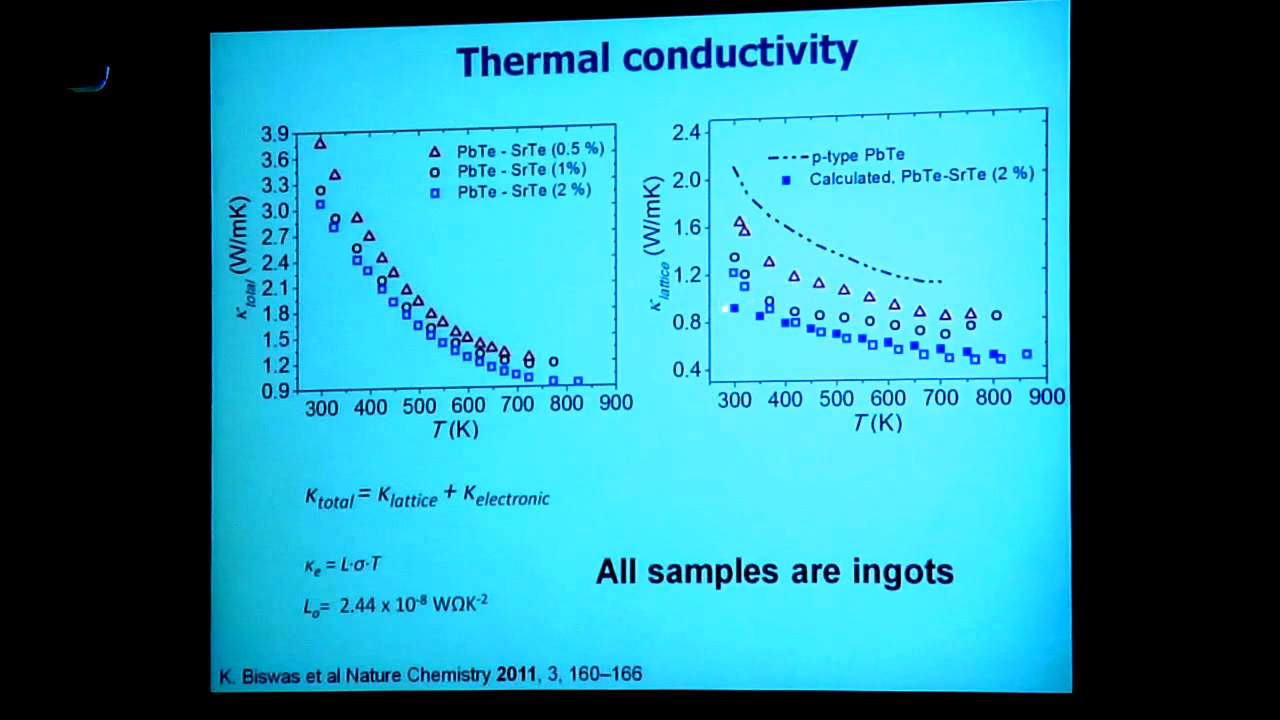 Thermal conductivity
3.9
3.6
3.3
3.0
2.7
2.4
2.1
1.8
1.5
1.2
0.9
κtotal (W/mK)
PbTe - SrTe (0.5 %)
PbTe - SrTe (1%)
PbTe - SrTe (2 %)
300 400 500 600 700 800 900
T (K)
2.4
2.0
1.6
1.2
0.8
0.4
κlattice (W/mK)
p-type PbTe
Calculated, PbTe-SrTe (2 %)
300 400 500 600 700 800 900
T (K)
Ktotal = Klattice + Kelectronic
κe = L·σ·T
Lo= 2.44 x 10-8 WΩK-2
All samples are ingots
K. Biswas et al Nature Chemistry 2011, 3, 160–166